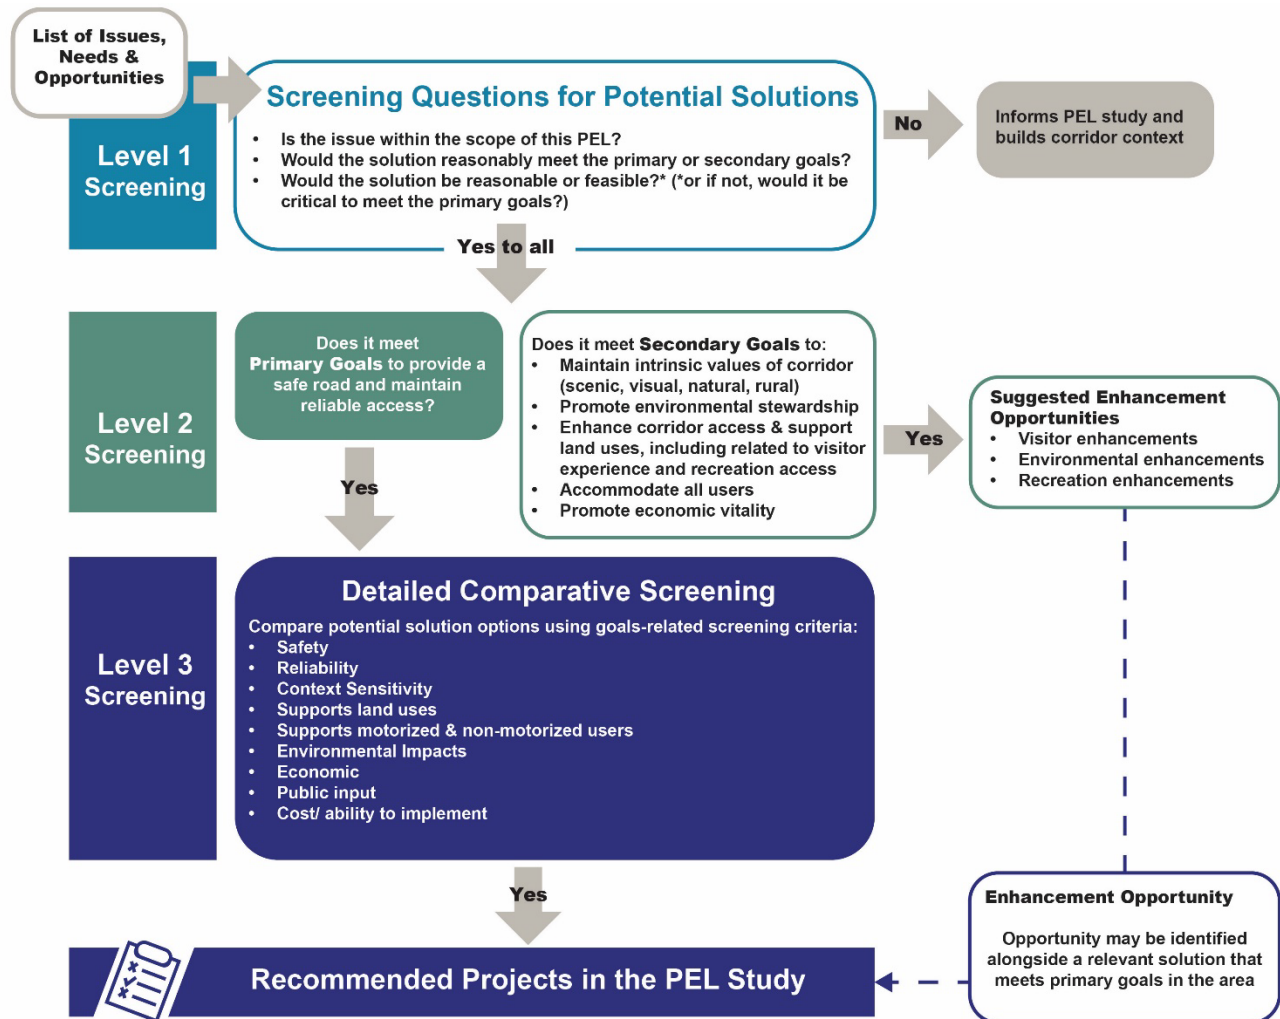 List of Issues,
Needs &
Opportunities
Level 1
Screening
Screening Questions for Potential Solutions
• Is the issue within the scope of this PEL?
• Would the solution reasonably meet the primary or secondary goals?
• Would the solution be reasonable or feasible?* (*or if not, would it be
critical to meet the primary goals?)
No
Informs PEL study and
builds corridor context
Yes to all
Level 2
Screening
Does it meet
Primary Goals to provide a
safe road and maintain
reliable access?
Does it meet Secondary Goals to:
• Maintain intrinsic values of corridor
(scenic, visual, natural, rural)
• Promote environmental stewardship
• Enhance corridor access & support
land uses, including related to visitor
experience and recreation access
• Accommodate all users
• Promote economic vitality
Yes
Suggested Enhancement
Opportunities
• Visitor enhancements
• Environmental enhancements
• Recreation enhancements
Yes
Level 3
Screening
Detailed Comparative Screening
Compare potential solution options using goals-related screening criteria:
• Safety
• Reliability
• Context Sensitivity
• Supports land uses
• Supports motorized & non-motorized users
• Environmental Impacts
• Economic
• Public input
• Cost/ ability to implement
Yes
Enhancement Opportunity
Opportunity may be identified
alongside a relevant solution that
meets primary goals in the area
Recommended Projects in the PEL Study